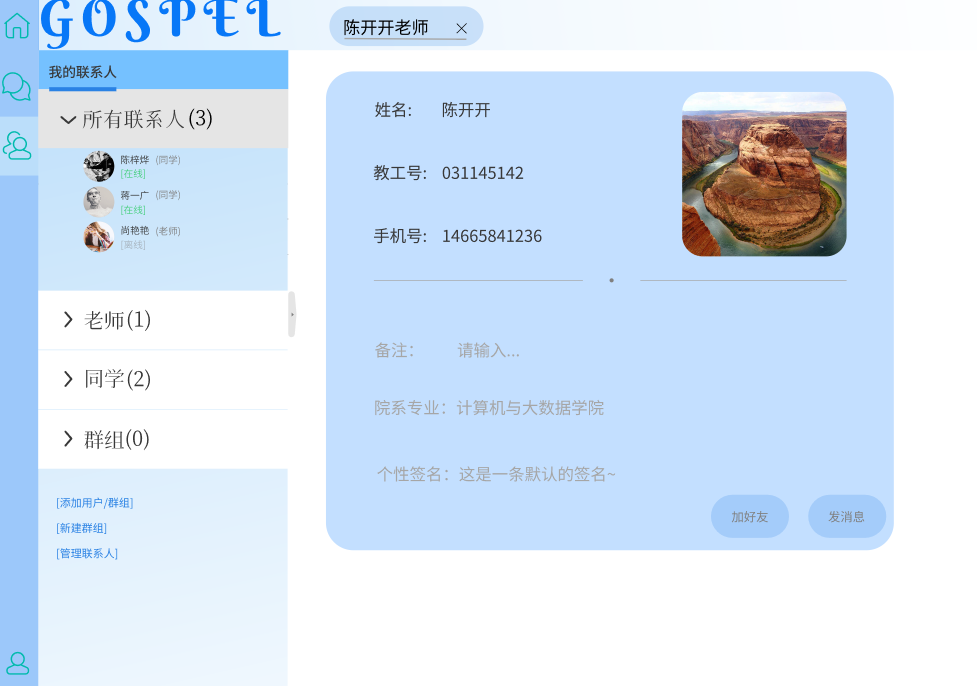 GOSPEL
陈开开老师
我的联系人
所有联系人(3)
陈梓烨 (同学)
[在线]
蒋一广 (同学)
[在线]
尚艳艳 (老师)
[离线]
老师(1)
同学(2)
群组(0)
[添加用户/群组]
[新建群组]
[管理联系人]
姓名: 陈开开
教工号: 031145142
手机号: 14665841236
备注: 请输入...
院系专业: 计算机与大数据学院
个性签名: 这是一条默认的签名~
加好友
发消息